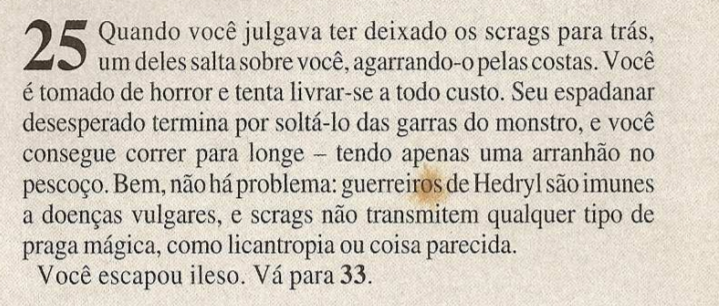 25 Quando você julgava ter deixado os scrags para trás,
um deles salta sobre você, agarrando-o pelas costas. Você
é tomado de horror e tenta livrar-se a todo custo. Seu espadanar
desesperado termina por soltá-lo das garras do monstro, e você
consegue correr para longe – tendo apenas uma arranhão no
pescoço. Bem, não há problema: guerreiros de Hedryl são imunes
a doenças vulgares, e scrags não transmitem qualquer tipo de
praga mágica, como licantropia ou coisa parecida.
Você escapou ileso. Vá para 33.